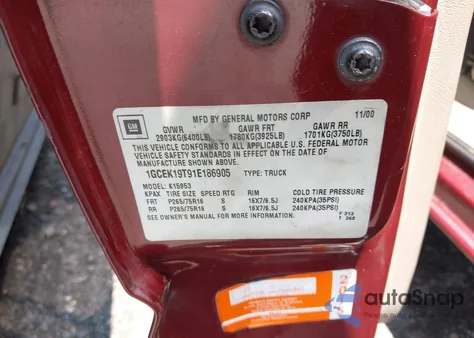 GM
MFD BY GENERAL MOTORS CORP 11/00
GVWR GAWR FRT GAWR RR
2903KG(6400LB) 1780KG(3925LB) 1701KG(3750LB)
THIS VEHICLE CONFORMS TO ALL APPLICABLE U.S. FEDERAL MOTOR
VEHICLE SAFETY STANDARDS IN EFFECT ON THE DATE OF
MANUFACTURE SHOWN ABOVE.
1GCEK19T91E186905 TYPE: TRUCK
MODEL: K15953
KPAX TIRE SIZE SPEED RTG RIM COLD TIRE PRESSURE
FRT P265/75R16 S 16X7/6.5J 240KPA(35PSI)
RR P265/75R16 S 16X7/6.5J 240KPA(35PSI)
SEE OWNER'S MANUAL FOR MORE INFORMATION. F 313
T 368
autoSnap